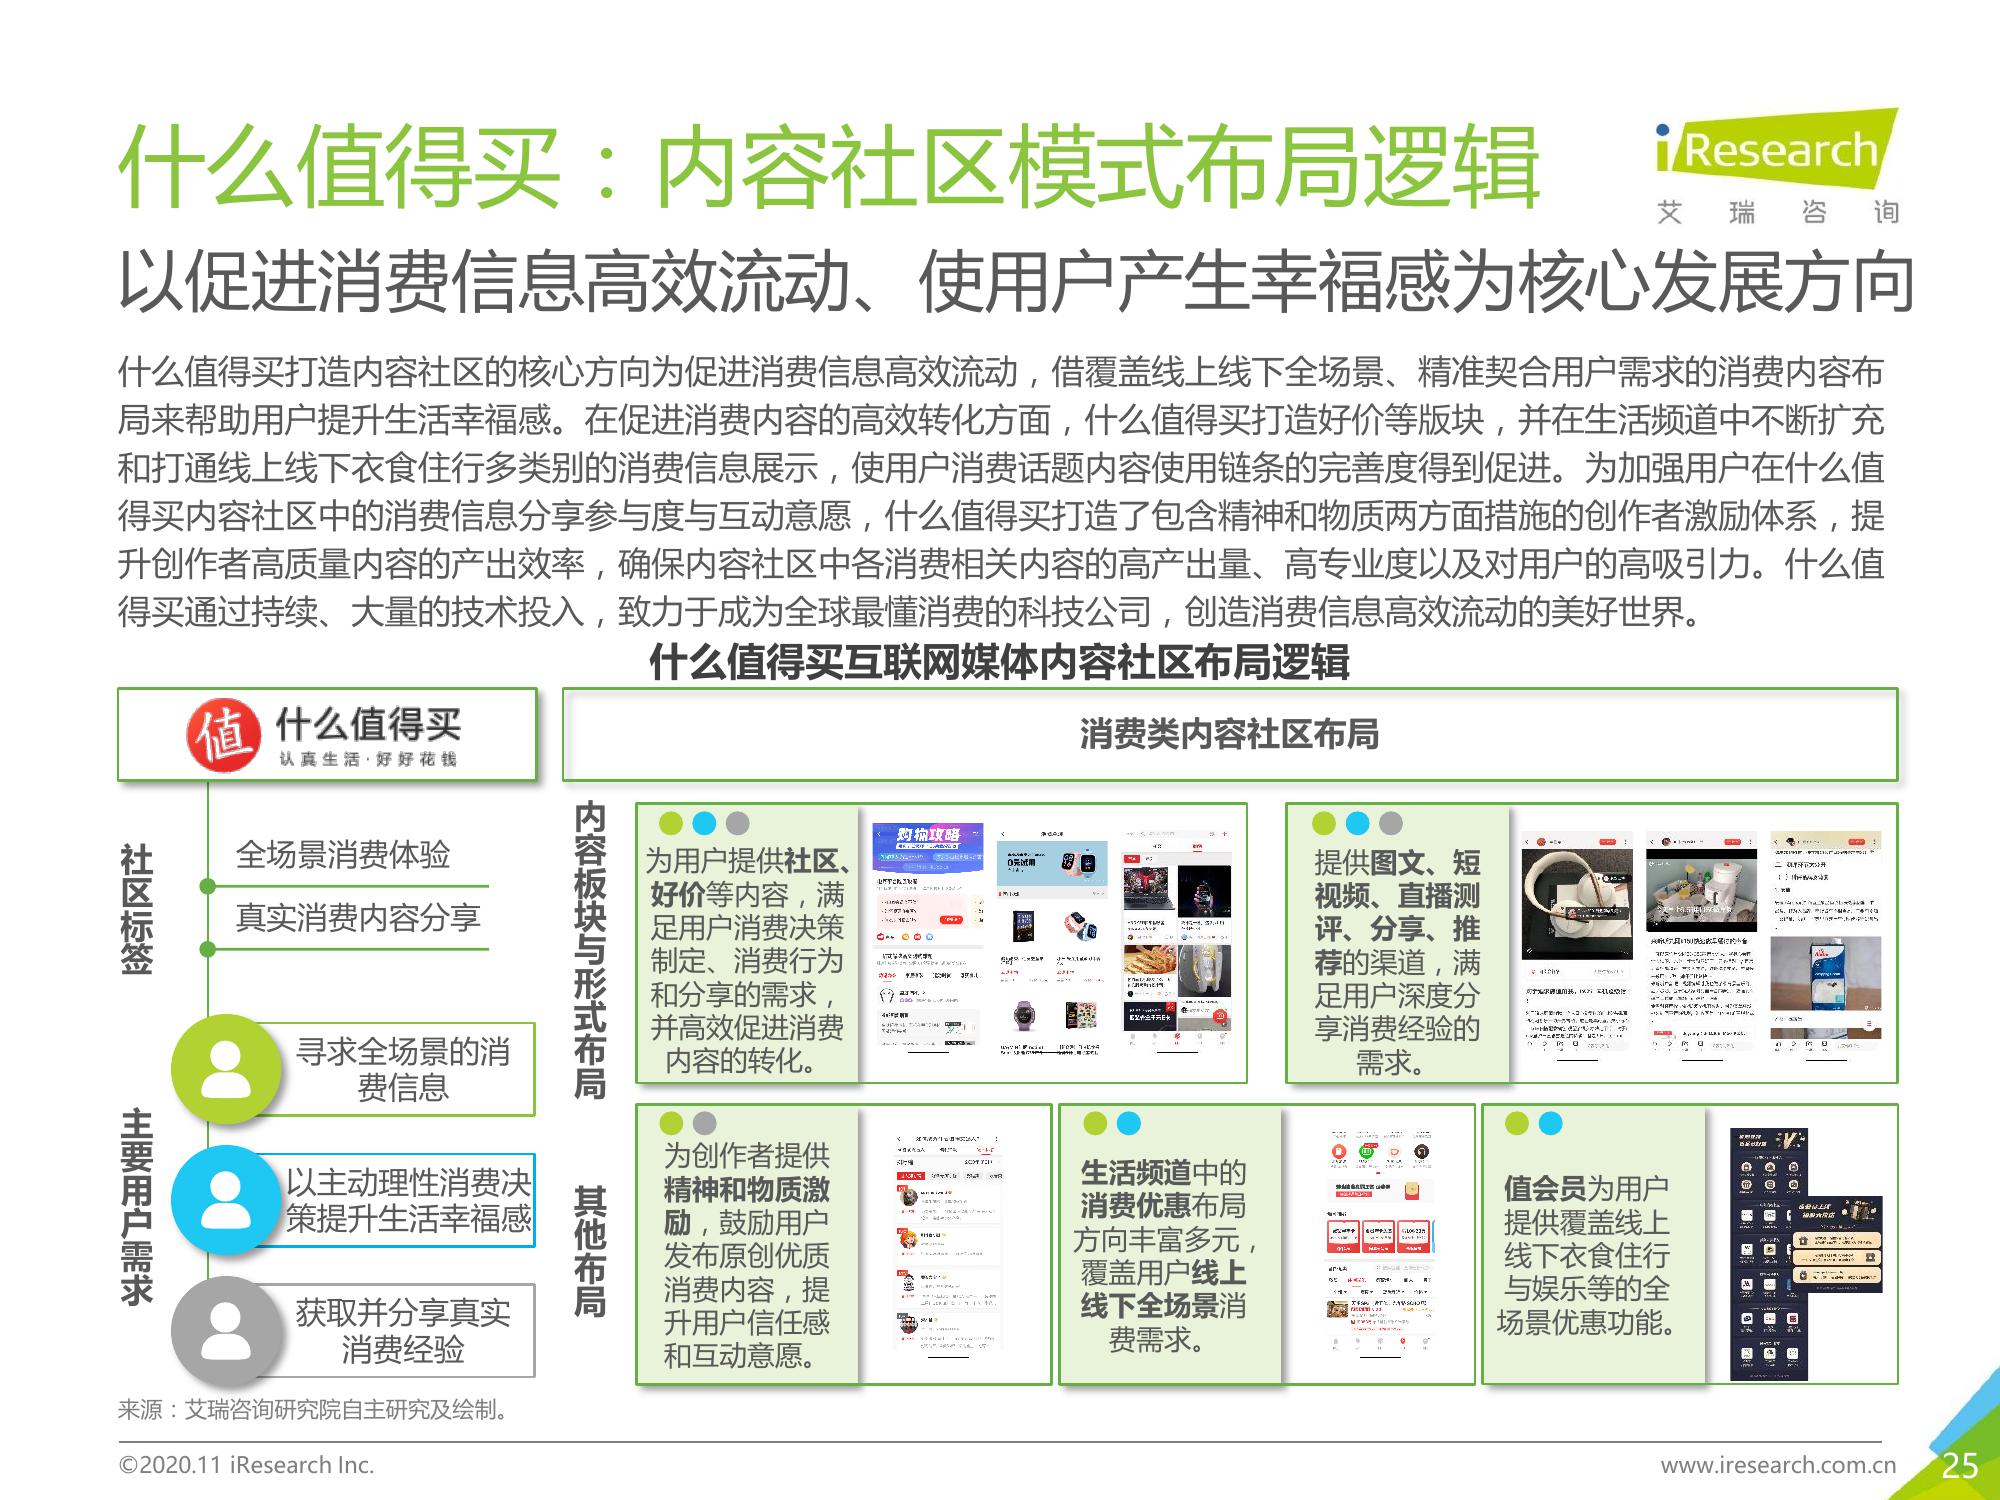 什么值得买：内容社区模式布局逻辑
iResearch
艾瑞咨询
以促进消费信息高效流动、使用户产生幸福感为核心发展方向
什么值得买打造内容社区的核心方向为促进消费信息高效流动，借覆盖线上线下全场景、精准契合用户需求的消费内容布
局来帮助用户提升生活幸福感。在促进消费内容的高效转化方面，什么值得买打造好价等版块，并在生活频道中不断扩充
和打通线上线下衣食住行多类别的消费信息展示，使用户消费话题内容使用链条的完善度得到促进。为加强用户在什么值
得买内容社区中的消费信息分享参与度与互动意愿，什么值得买打造了包含精神和物质两方面措施的创作者激励体系，提
升创作者高质量内容的产出效率，确保内容社区中各消费相关内容的高产出量、高专业度以及对用户的高吸引力。什么值
得买通过持续、大量的技术投入，致力于成为全球最懂消费的科技公司，创造消费信息高效流动的美好世界。
什么值得买互联网媒体内容社区布局逻辑
值
什么值得买
认真生活·好好花钱
消费类内容社区布局
社区标签
全场景消费体验
真实消费内容分享
主要用户需求
寻求全场景的消
费信息
以主动理性消费决
策提升生活幸福感
获取并分享真实
消费经验
内容板块与形式布局
为用户提供社区、
好价等内容，满
足用户消费决策
制定、消费行为
和分享的需求，
并高效促进消费
内容的转化。
购物攻略
0元试用
提供图文、短
视频、直播测
评、分享、推
荐的渠道，满
足用户深度分
享消费经验的
需求。
其他布局
为创作者提供
精神和物质激
励，鼓励用户
发布原创优质
消费内容，提
升用户信任感
和互动意愿。
生活频道中的
消费优惠布局
方向丰富多元，
覆盖用户线上
线下全场景消
费需求。
值会员为用户
提供覆盖线上
线下衣食住行
与娱乐等的全
场景优惠功能。
来源：艾瑞咨询研究院自主研究及绘制。
©2020.11 iResearch Inc.
www.iresearch.com.cn
25